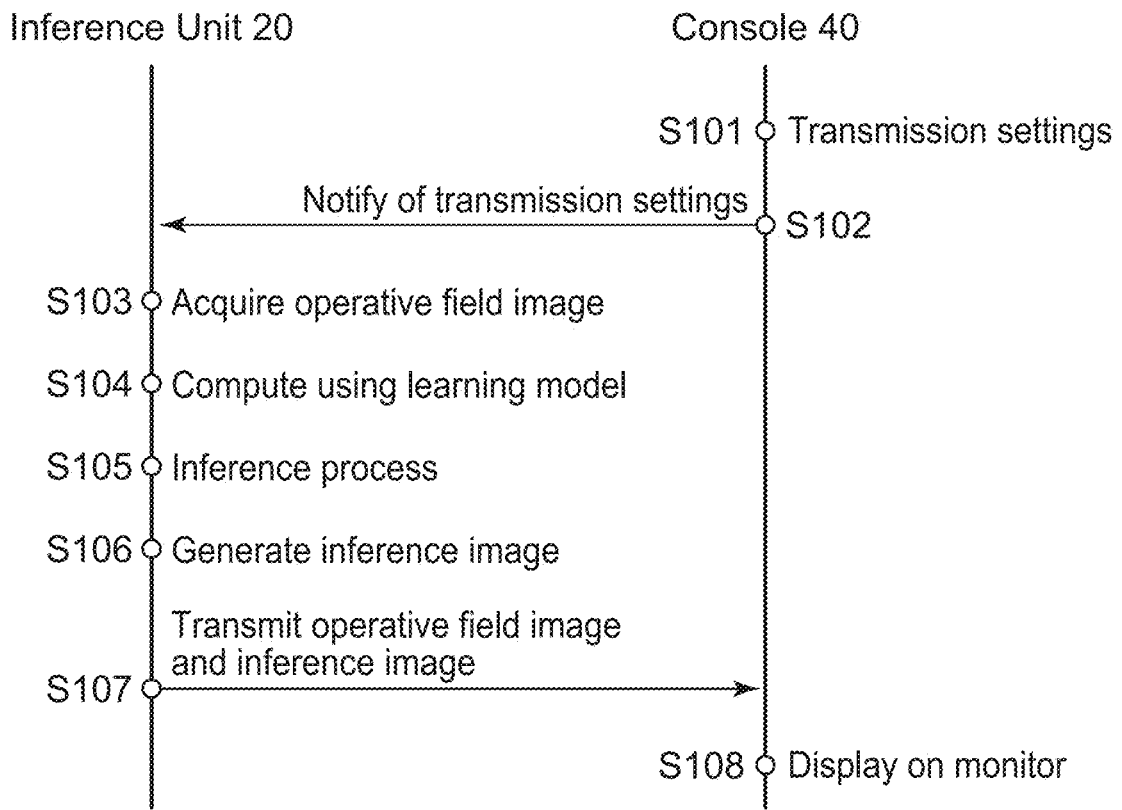 Inference Unit 20
Console 40
S101 Transmission settings
Notify of transmission settings
S102
S103 Acquire operative field image
S104 Compute using learning model
S105 Inference process
S106 Generate inference image
Transmit operative field image
and inference image
S107
S108 Display on monitor